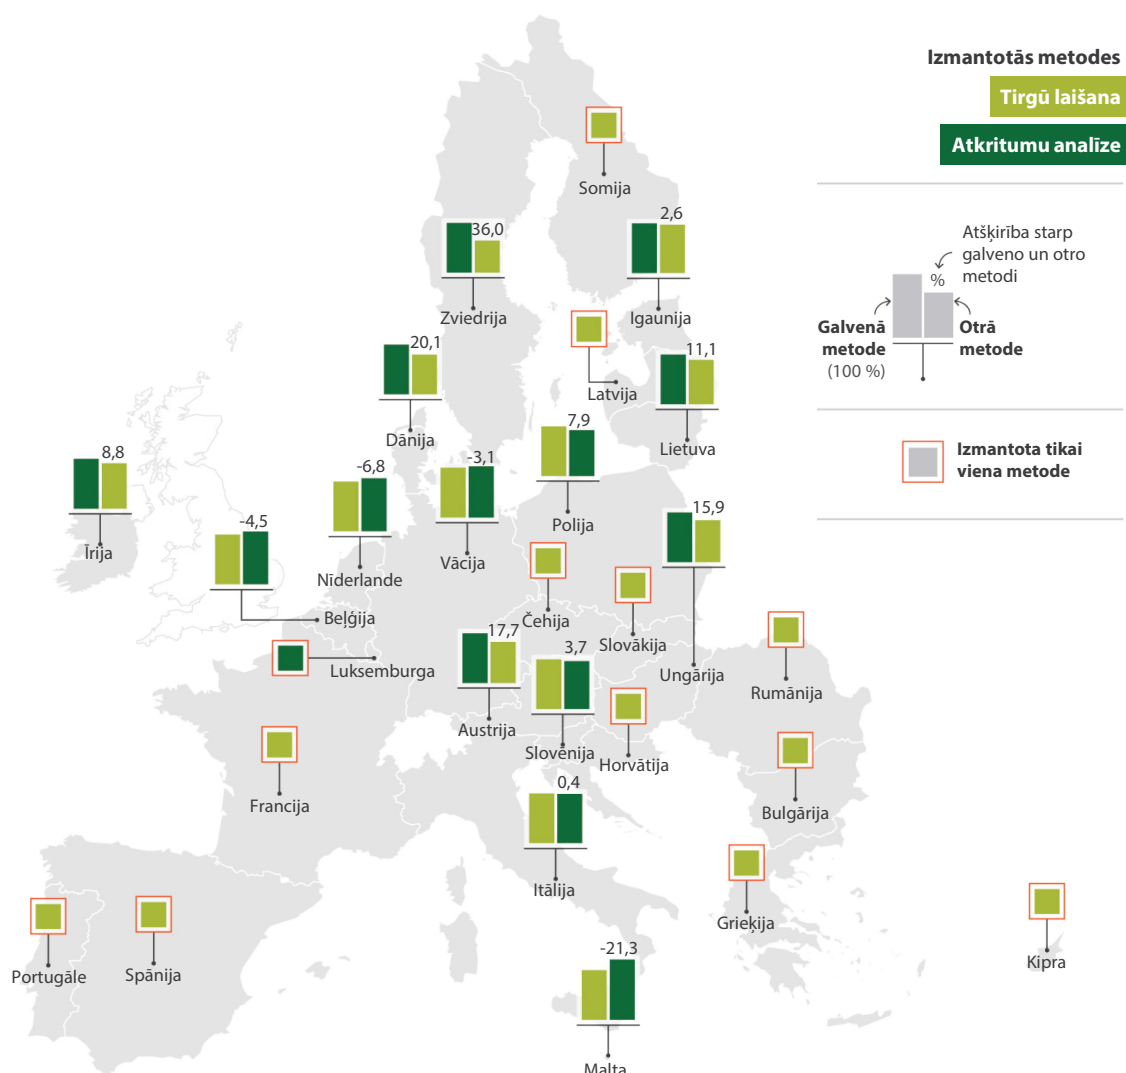 Izmantotās metodes
Tirgū laišana
Atkritumu analīze
Atšķirība starp
galveno un otro
metodi
%
Galvenā
metode
(100 %)
Otrā
metode
Izmantota tikai
viena metode
Somija
36,0
Zviedrija
2,6
Igaunija
Latvija
20,1
Dānija
11,1
Lietuva
7,9
Polija
8,8
Īrija
-6,8
Nīderlande
-3,1
Vācija
-4,5
Beļģija
15,9
Ungārija
Čehija
Slovākija
Luksemburga
17,7
Austrija
3,7
Slovēnija
Horvātija
Rumānija
Francija
Bulgārija
0,4
Itālija
Grieķija
Portugāle
Spānija
Kipra
-21,3
Malta